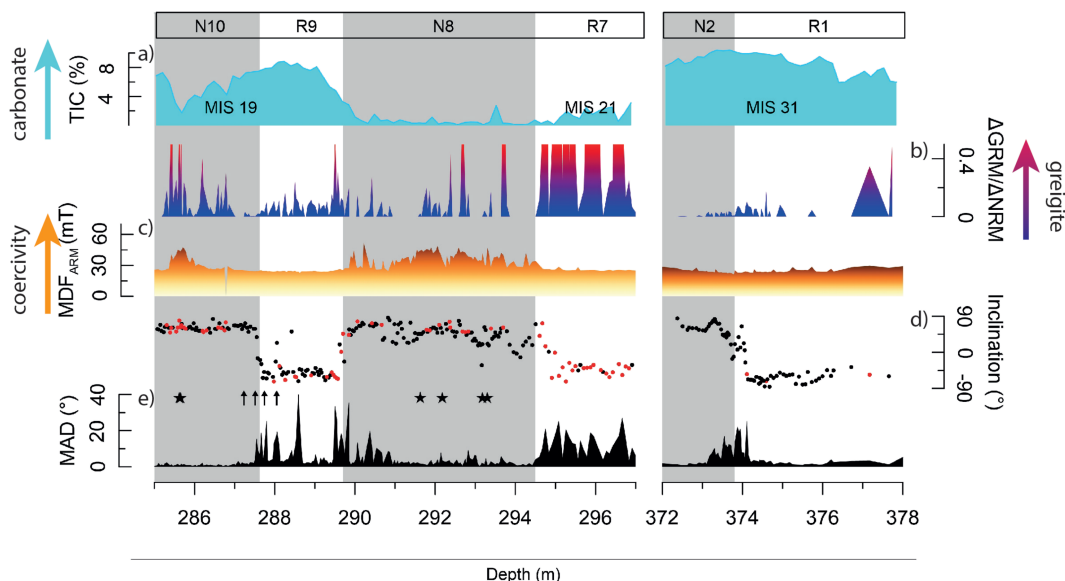 N10 R9 N8 R7 N2 R1
a)
carbonate
TIC (%)
8
4
MIS 19
MIS 21
MIS 31
b)
0.4
0
ΔGRM/ΔNRM
greigite
c)
coercivity
MDF ARM (mT)
60
30
0
d)
90
0
-90
Inclination (°)
e)
MAD (°)
40
20
0
286 288 290 292 294 296 372 374 376 378
Depth (m)